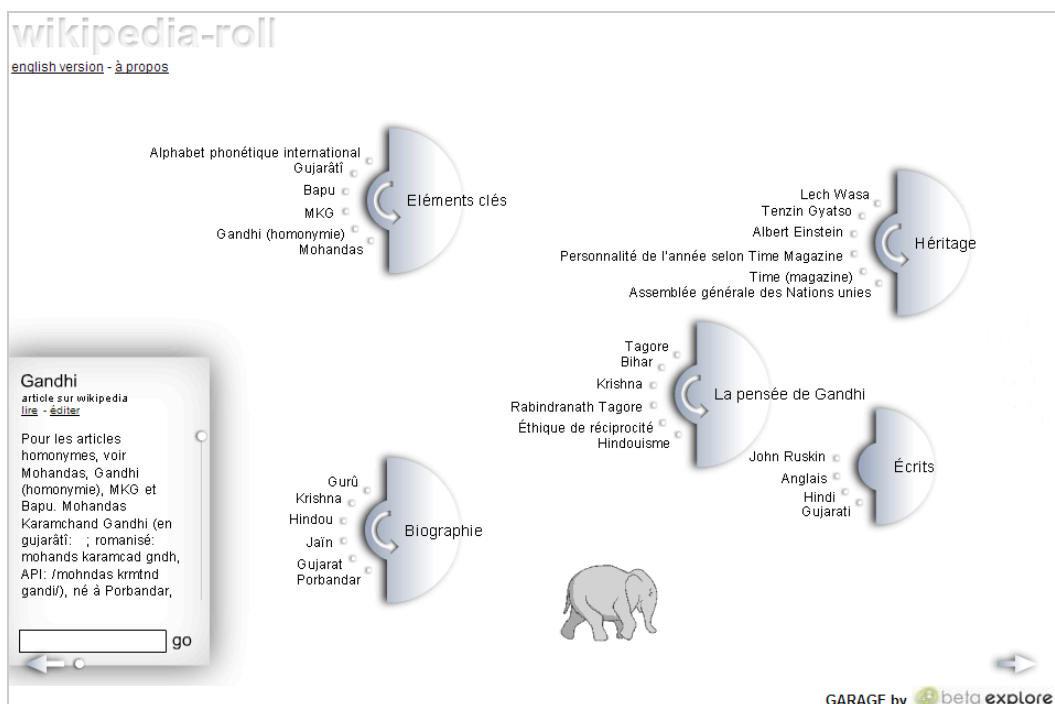 wikipedia-roll
english version - à propos
Alphabet phonétique international
Gujarâtî
Bapu
MKG
Gandhi (homonymie)
Mohandas
Eléments clés
Lech Wasa
Tenzin Gyatso
Albert Einstein
Personnalité de l'année selon Time Magazine
Time (magazine)
Assemblée générale des Nations unies
Héritage
Tagore
Bihar
Krishna
Rabindranath Tagore
Éthique de réciprocité
Hindouisme
La pensée de Gandhi
John Ruskin
Anglais
Hindi
Gujarati
Écrits
Gurû
Krishna
Hindou
Jaïn
Gujarat
Porbandar
Biographie
Gandhi
article sur wikipedia
lire - éditer
Pour les articles
homonymes, voir
Mohandas, Gandhi
(homonymie), MKG et
Bapu. Mohandas
Karamchand Gandhi (en
gujarâtî: ; romanisé:
mohands karamcad gndh,
API: /mohndas krmtnd
gandi/), né à Porbandar,
go
GARAGE by beta explore